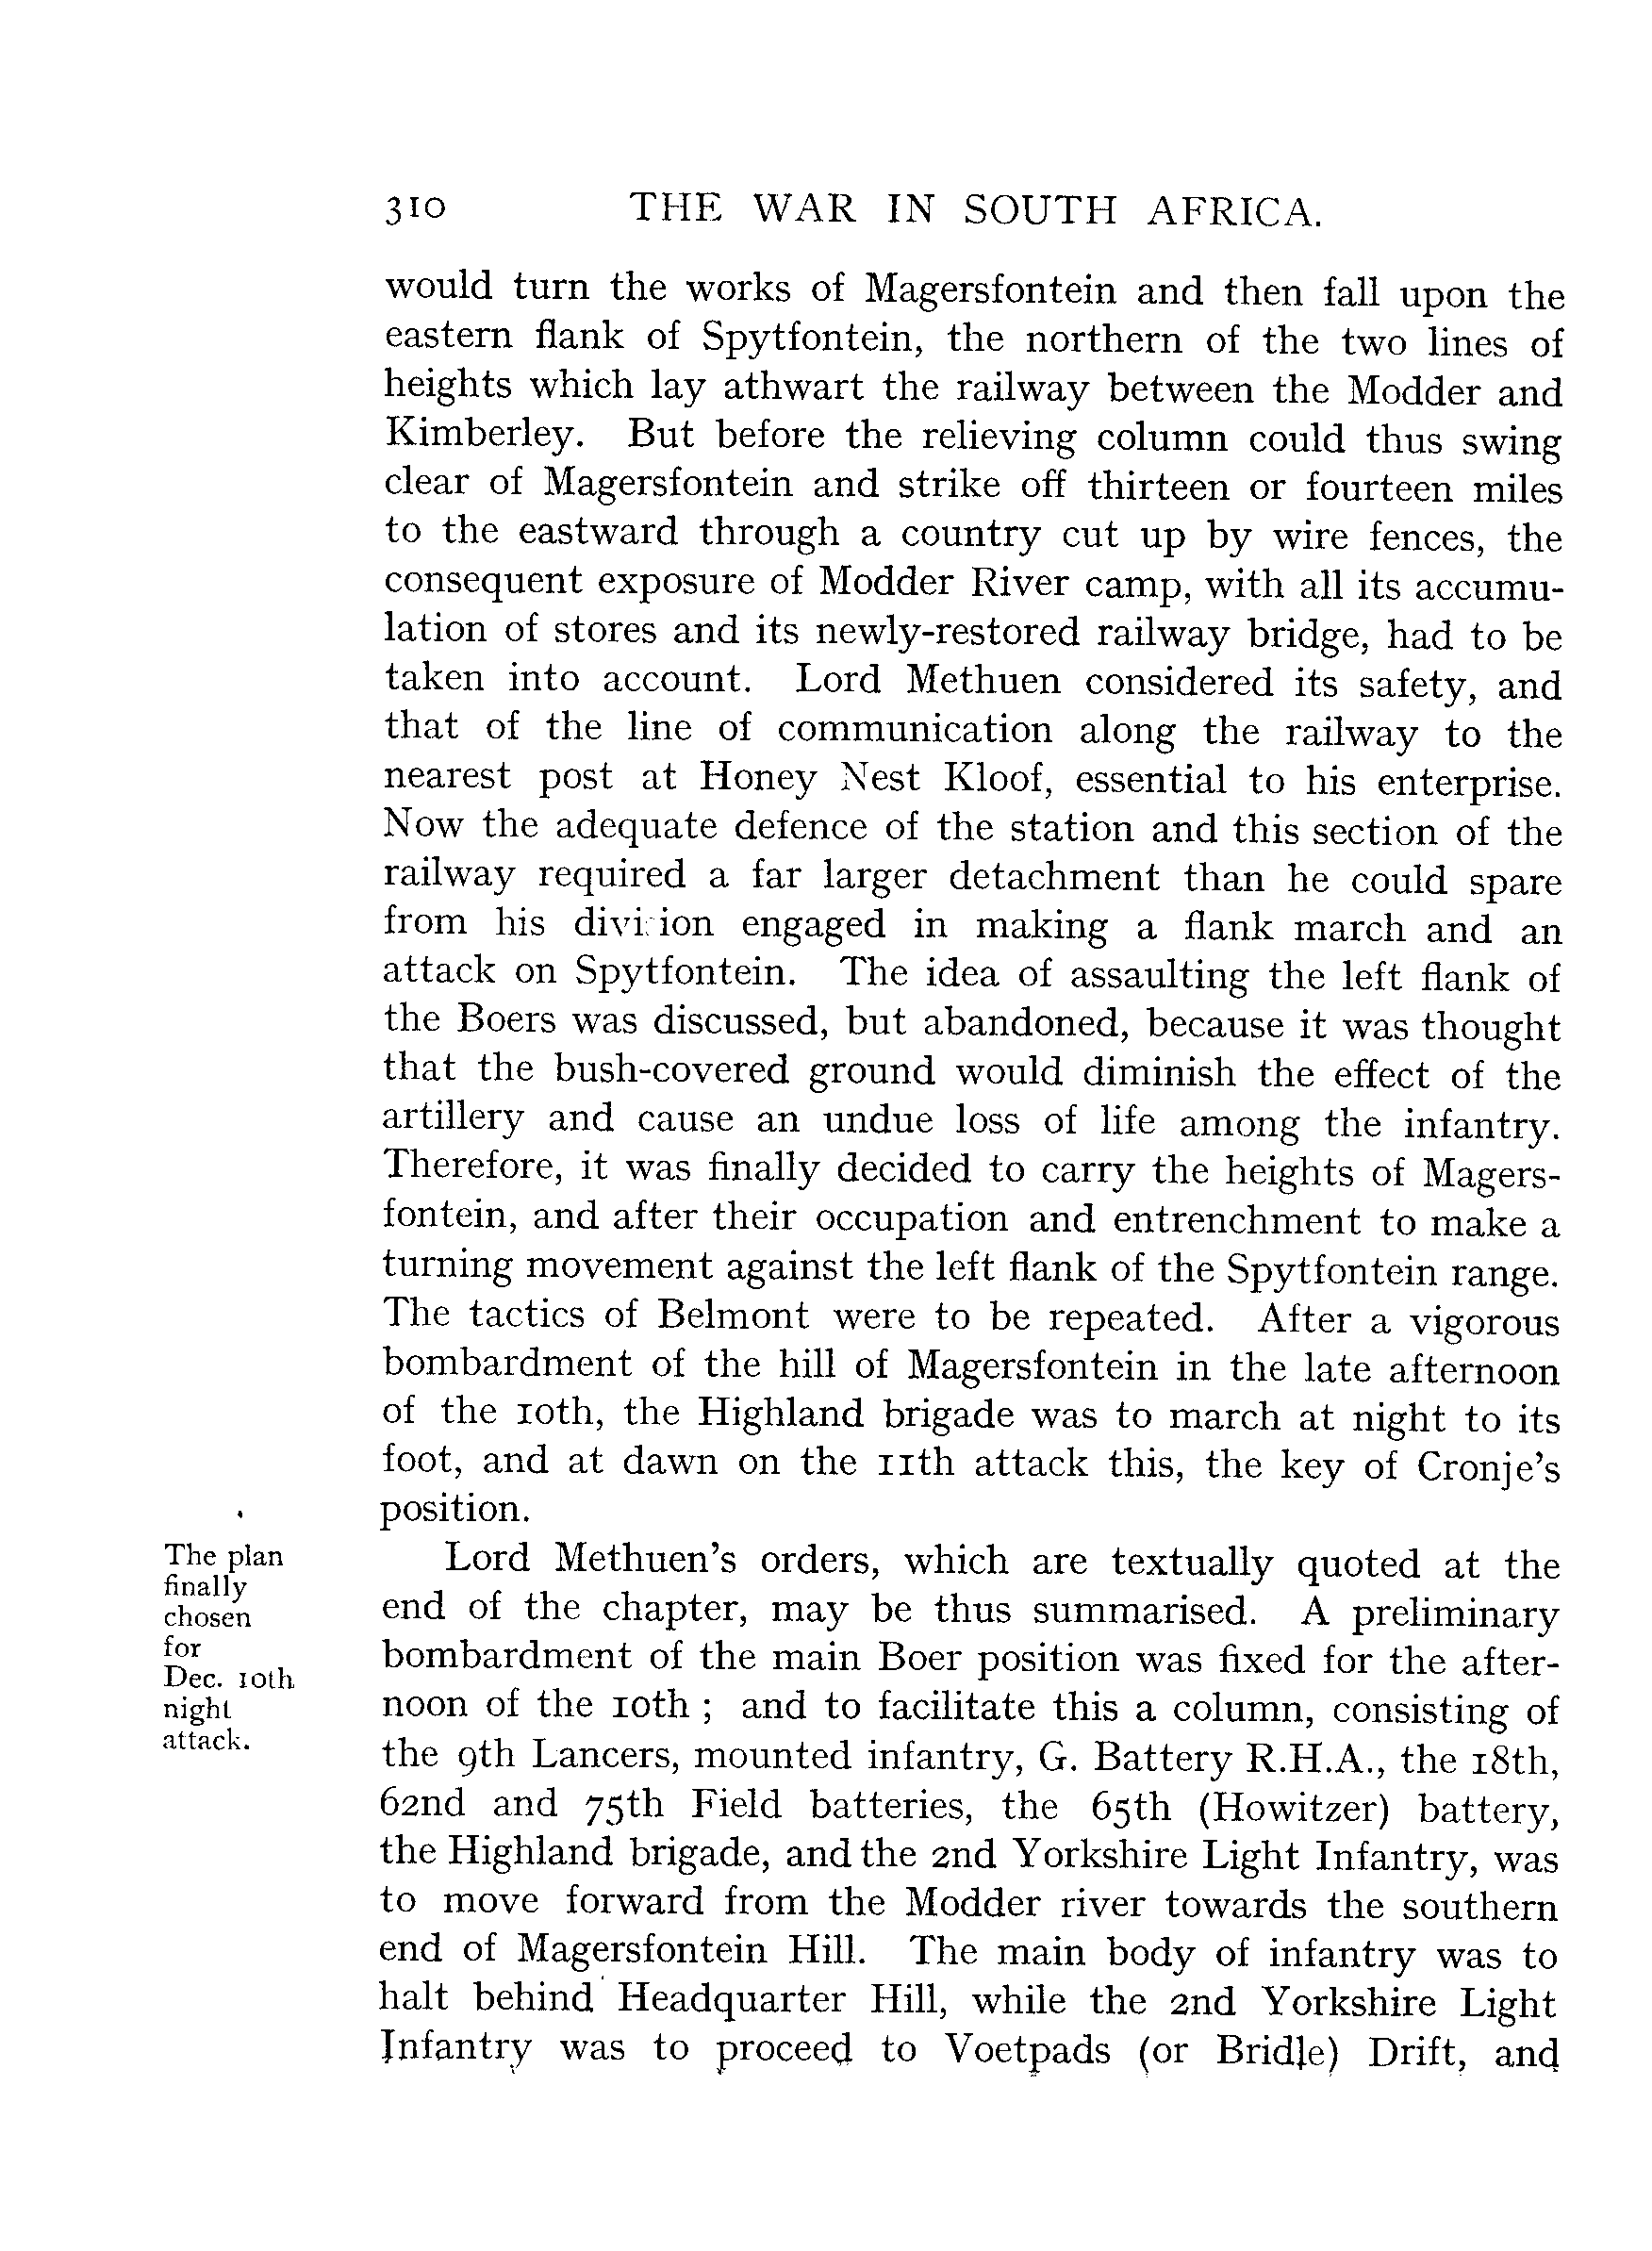 310 THE WAR IN SOUTH AFRICA.
would turn the works of Magersfontein and then fall upon the
eastern flank of Spytfontein, the northern of the two lines of
heights which lay athwart the railway between the Modder and
Kimberley. But before the relieving column could thus swing
clear of Magersfontein and strike off thirteen or fourteen miles
to the eastward through a country cut up by wire fences, the
consequent exposure of Modder River camp, with all its accumu-
lation of stores and its newly-restored railway bridge, had to be
taken into account. Lord Methuen considered its safety, and
that of the line of communication along the railway to the
nearest post at Honey Nest Kloof, essential to his enterprise.
Now the adequate defence of the station and this section of the
railway required a far larger detachment than he could spare
from his division engaged in making a flank march and an
attack on Spytfontein. The idea of assaulting the left flank of
the Boers was discussed, but abandoned, because it was thought
that the bush-covered ground would diminish the effect of the
artillery and cause an undue loss of life among the infantry.
Therefore, it was finally decided to carry the heights of Magers-
fontein, and after their occupation and entrenchment to make a
turning movement against the left flank of the Spytfontein range.
The tactics of Belmont were to be repeated. After a vigorous
bombardment of the hill of Magersfontein in the late afternoon
of the 10th, the Highland brigade was to march at night to its
foot, and at dawn on the 11th attack this, the key of Cronje's
position.
The plan
finally
chosen
for
Dec. 10th
night
attack.
Lord Methuen's orders, which are textually quoted at the
end of the chapter, may be thus summarised. A preliminary
bombardment of the main Boer position was fixed for the after-
noon of the 10th ; and to facilitate this a column, consisting of
the 9th Lancers, mounted infantry, G. Battery R.H.A., the 18th,
62nd and 75th Field batteries, the 65th (Howitzer) battery,
the Highland brigade, and the 2nd Yorkshire Light Infantry, was
to move forward from the Modder river towards the southern
end of Magersfontein Hill. The main body of infantry was to
halt behind Headquarter Hill, while the 2nd Yorkshire Light
Infantry was to proceed to Voetpads (or Bridle) Drift, and